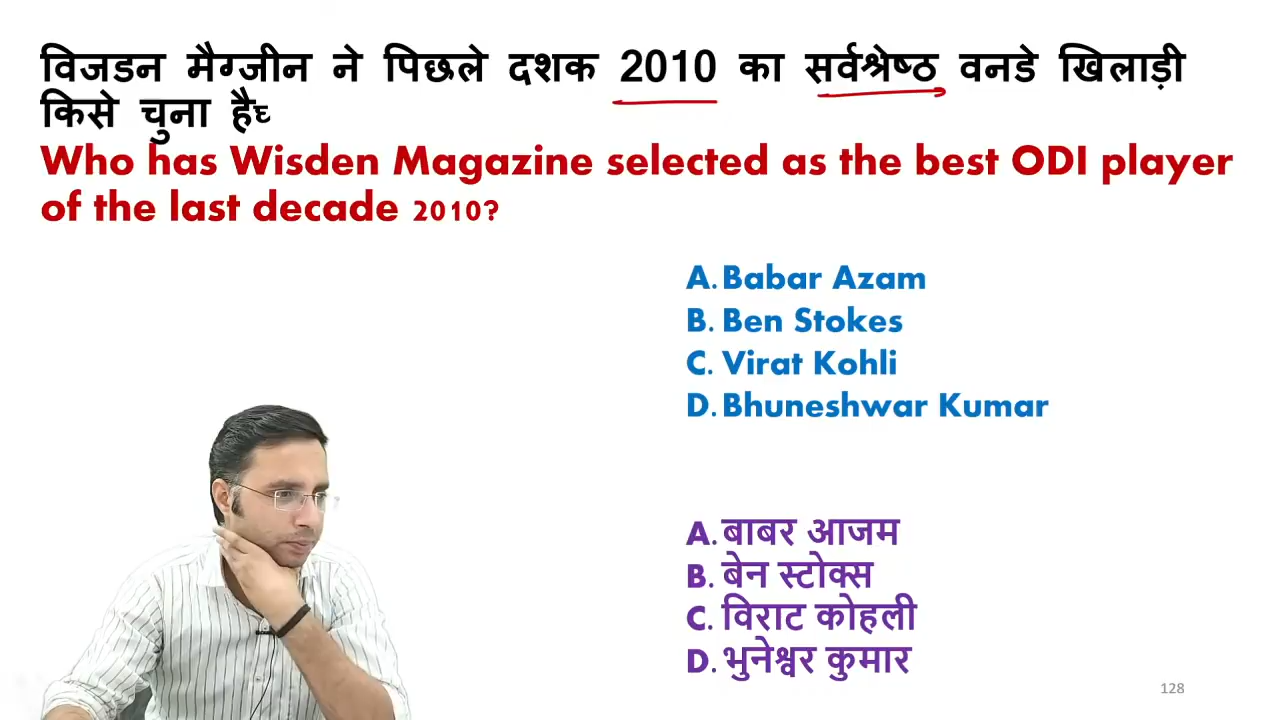 विजडन मैग्जीन ने पिछले दशक 2010 का सर्वश्रेष्ठ वनडे खिलाड़ी
किसे चुना हैघ्
Who has Wisden Magazine selected as the best ODI player
of the last decade 2010?
A. Babar Azam
B. Ben Stokes
C. Virat Kohli
D. Bhuneshwar Kumar
A. बाबर आजम
B. बेन स्टोक्स
C. विराट कोहली
D. भुनेश्वर कुमार
128